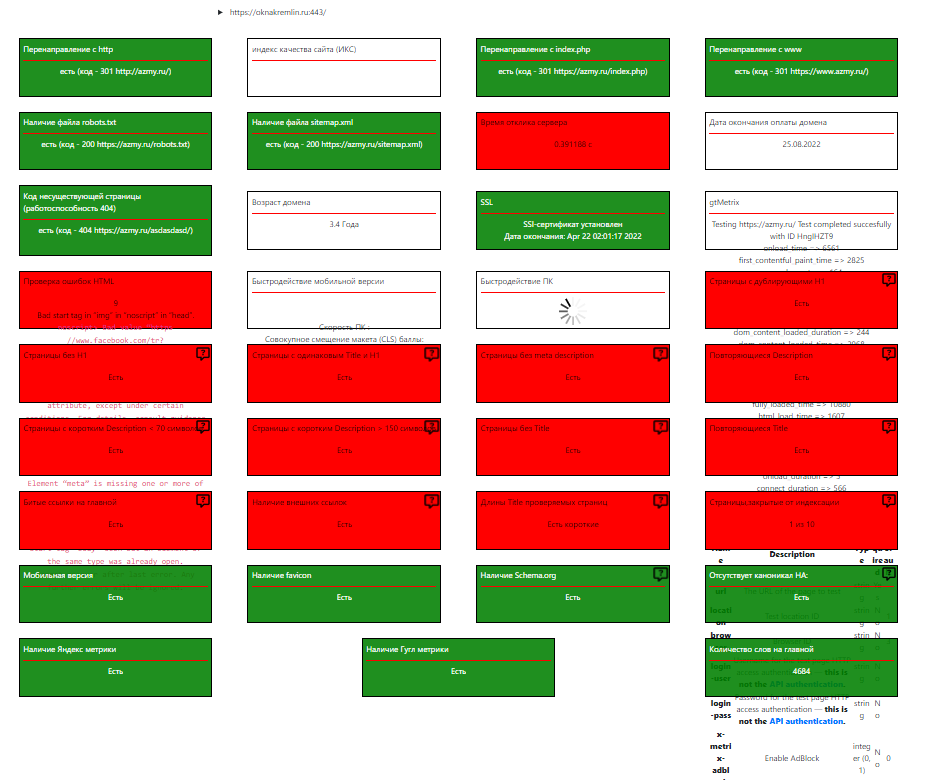 https://oknakremlin.ru:443/
Перенаправление с http
есть (код - 301 http://azmy.ru/)
индекс качества сайта (ИКС)
Перенаправление с index.php
есть (код - 301 https://azmy.ru/index.php)
Перенаправление с www
есть (код - 301 https://www.azmy.ru/)
Наличие файла robots.txt
есть (код - 200 https://azmy.ru/robots.txt)
Наличие файла sitemap.xml
есть (код - 200 https://azmy.ru/sitemap.xml)
Время отклика сервера
Дата окончания оплаты домена
25.08.2022
Код несуществующей страницы
(работоспособность 404)
есть (код - 404 https://azmy.ru/asdasdasd/)
Возраст домена
3.4 Года
SSL
SSl-сертификат установлен
Дата окончания: Apr 22 02:01:17 2022
gtMetrix
Testing https://azmy.ru/ Test completed succesfully
with ID HngIHZT9
onload_time => 6561
first_contentful_paint_time => 2825
Проверка ошибок HTML
9
Bad start tag in "img" in "noscript" in "head".
//www.facebook.com/tr?
Быстродействие мобильной версии
Скорость ПК :
Совокупное смещение макета (CLS) баллы:
Быстродействие ПК
Страницы с дублирующими H1
Есть
dom_content_loaded_duration => 244
Страницы без H1
Есть
attribute, except under certain
Страницы с одинаковым Title и H1
Есть
Страницы без meta description
Есть
Повторяющиеся Description
Есть
fully_loaded_time => 10880
html_load_time => 1607
Страницы с коротким Description < 70
Есть
Element “meta” is missing one or more of
Страницы с коротким Description > 150
Есть
Страницы без Title
Есть
Повторяющиеся Title
Есть
connect_duration => 566
Битые ссылки на главной
Есть
the same type was already open.
Наличие внешних ссылок
Есть
Длина Title проверяемых страниц
Есть короткие
Страницы закрытые от индексации
1 из 10
Description
Мобильная версия
Есть
Наличие favicon
Есть
Наличие Schema.org
Есть
Отсутствует каноникал НА:
Есть
Наличие Яндекс метрики
Есть
Наличие Гугл метрики
Есть
Количество слов на главной
4684
not the API authentication.
login
-pass
Password for the test page HTTP
access authentication — this is
not the API authentication.
strin
g
N
o
x-
metri
x-
adbl
Enable AdBlock
integ
er (0,
1)
N
o
0